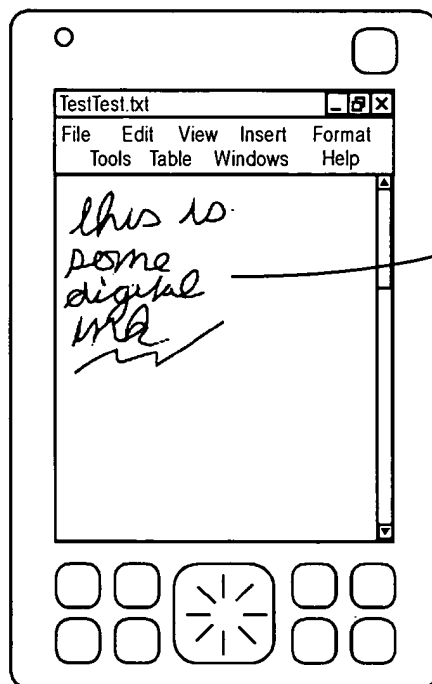 TestTest.txt
File Edit View Insert Format
Tools Table Windows Help
this is
some
digital
ink